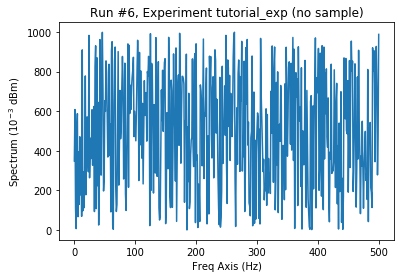 Run #6, Experiment tutorial_exp (no sample)
1000
800
600
400
200
0
Spectrum (10⁻³ dBm)
0 100 200 300 400 500
Freq Axis (Hz)